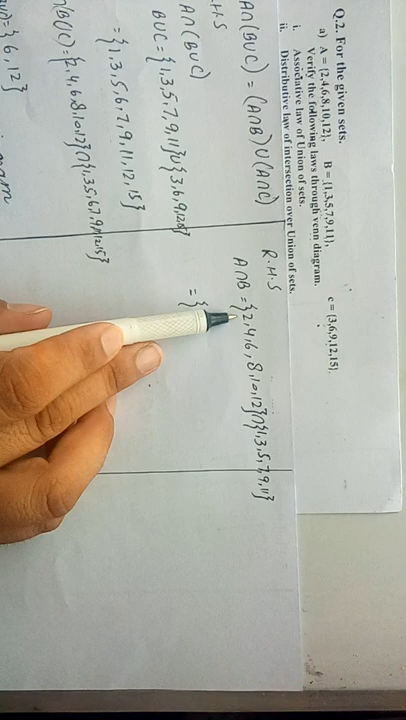 Q.2. For the given sets.
a) A = {2,4,6,8,10,12}, B = {1,3,5,7,9,11}, c = {3,6,9,12,15}.
Verify the following laws through venn diagram.
i. Associative law of Union of sets.
ii. Distributive law of intersection over Union of sets.
A∩(B∪C) = (A∩B)∪(A∩C)
.H.S
A∩(B∪C)
B∪C = {1,3,5,7,9,11}∪{3,6,9,12,15}
= {1,3,5,6,7,9,11,12,15}
∩(B∪C) = {2,4,6,8,10,12}∩{1,3,5,6,7,9,11,12,15}
= {6,12}
R.H.S
A∩B = {2,4,6,8,10,12}∩{1,3,5,7,9,11}
= {